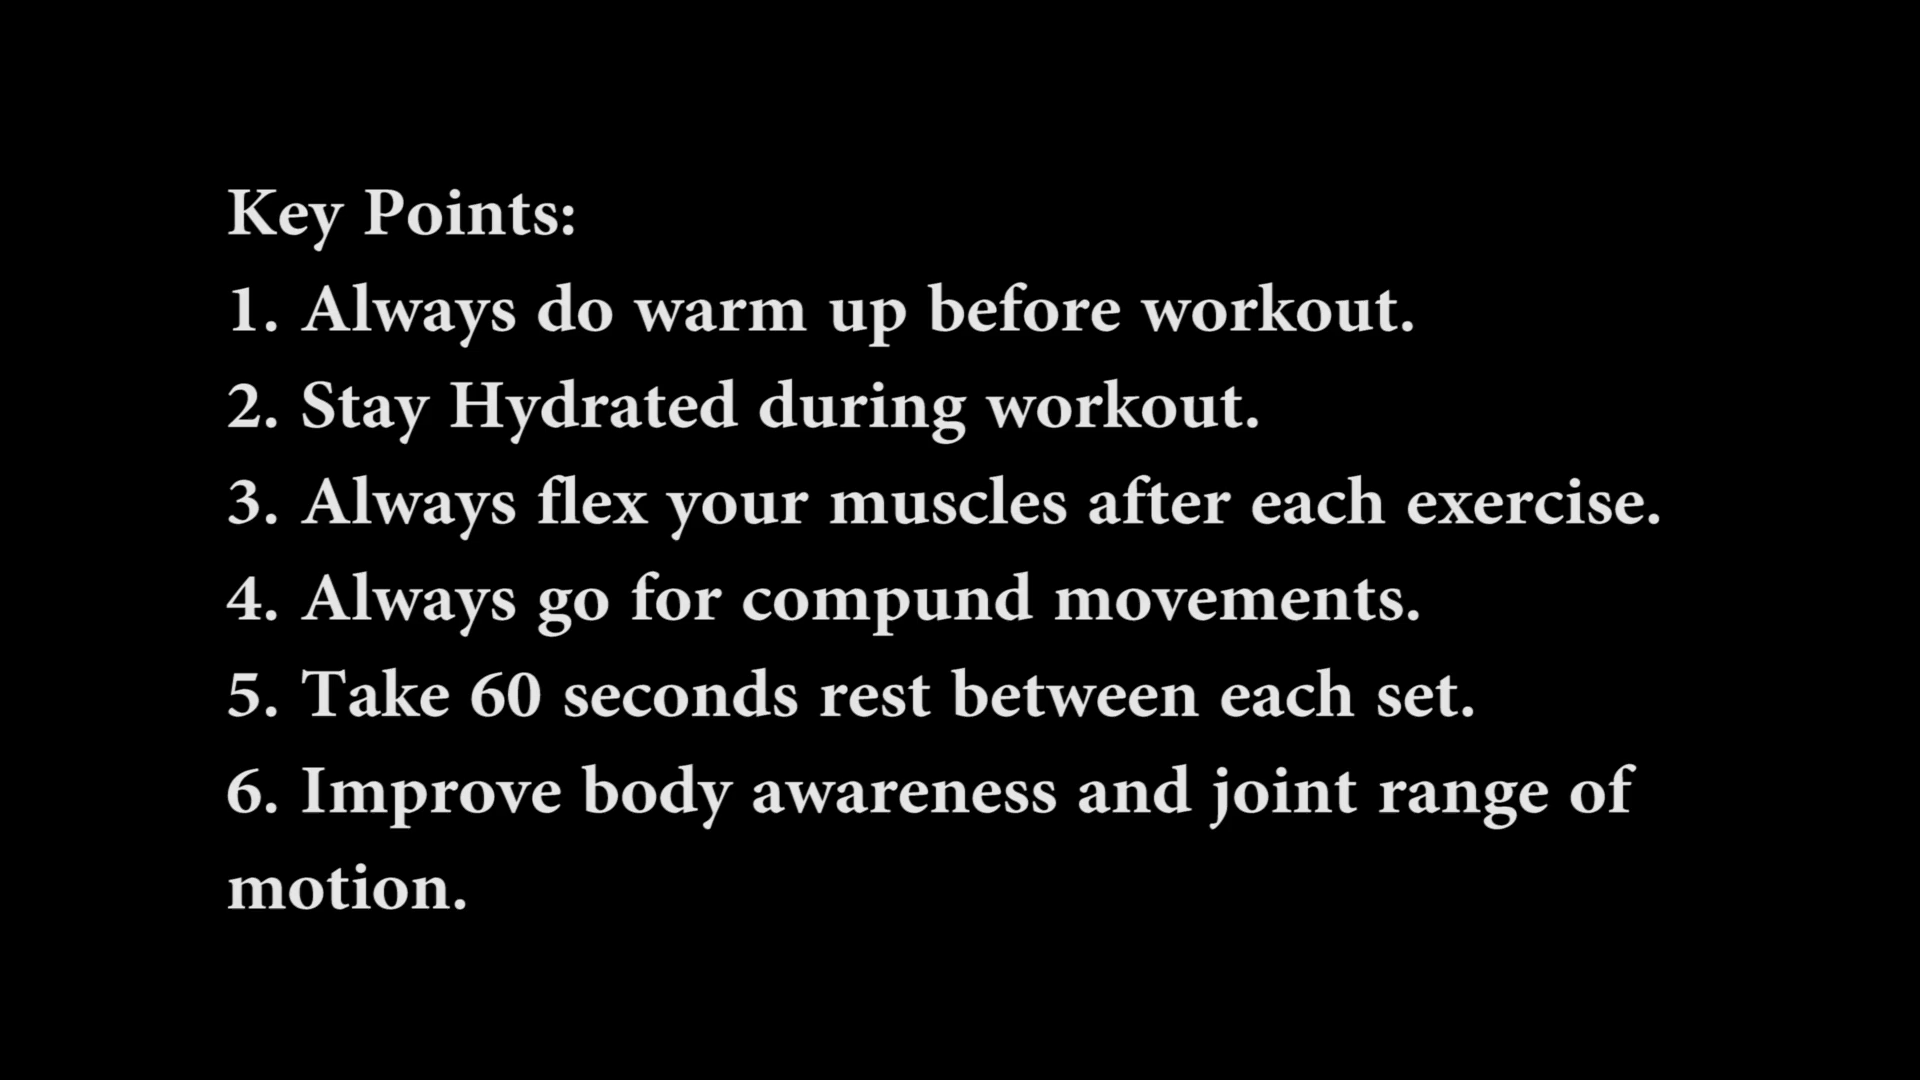 Key Points:
1. Always do warm up before workout.
2. Stay Hydrated during workout.
3. Always flex your muscles after each exercise.
4. Always go for compund movements.
5. Take 60 seconds rest between each set.
6. Improve body awareness and joint range of
motion.